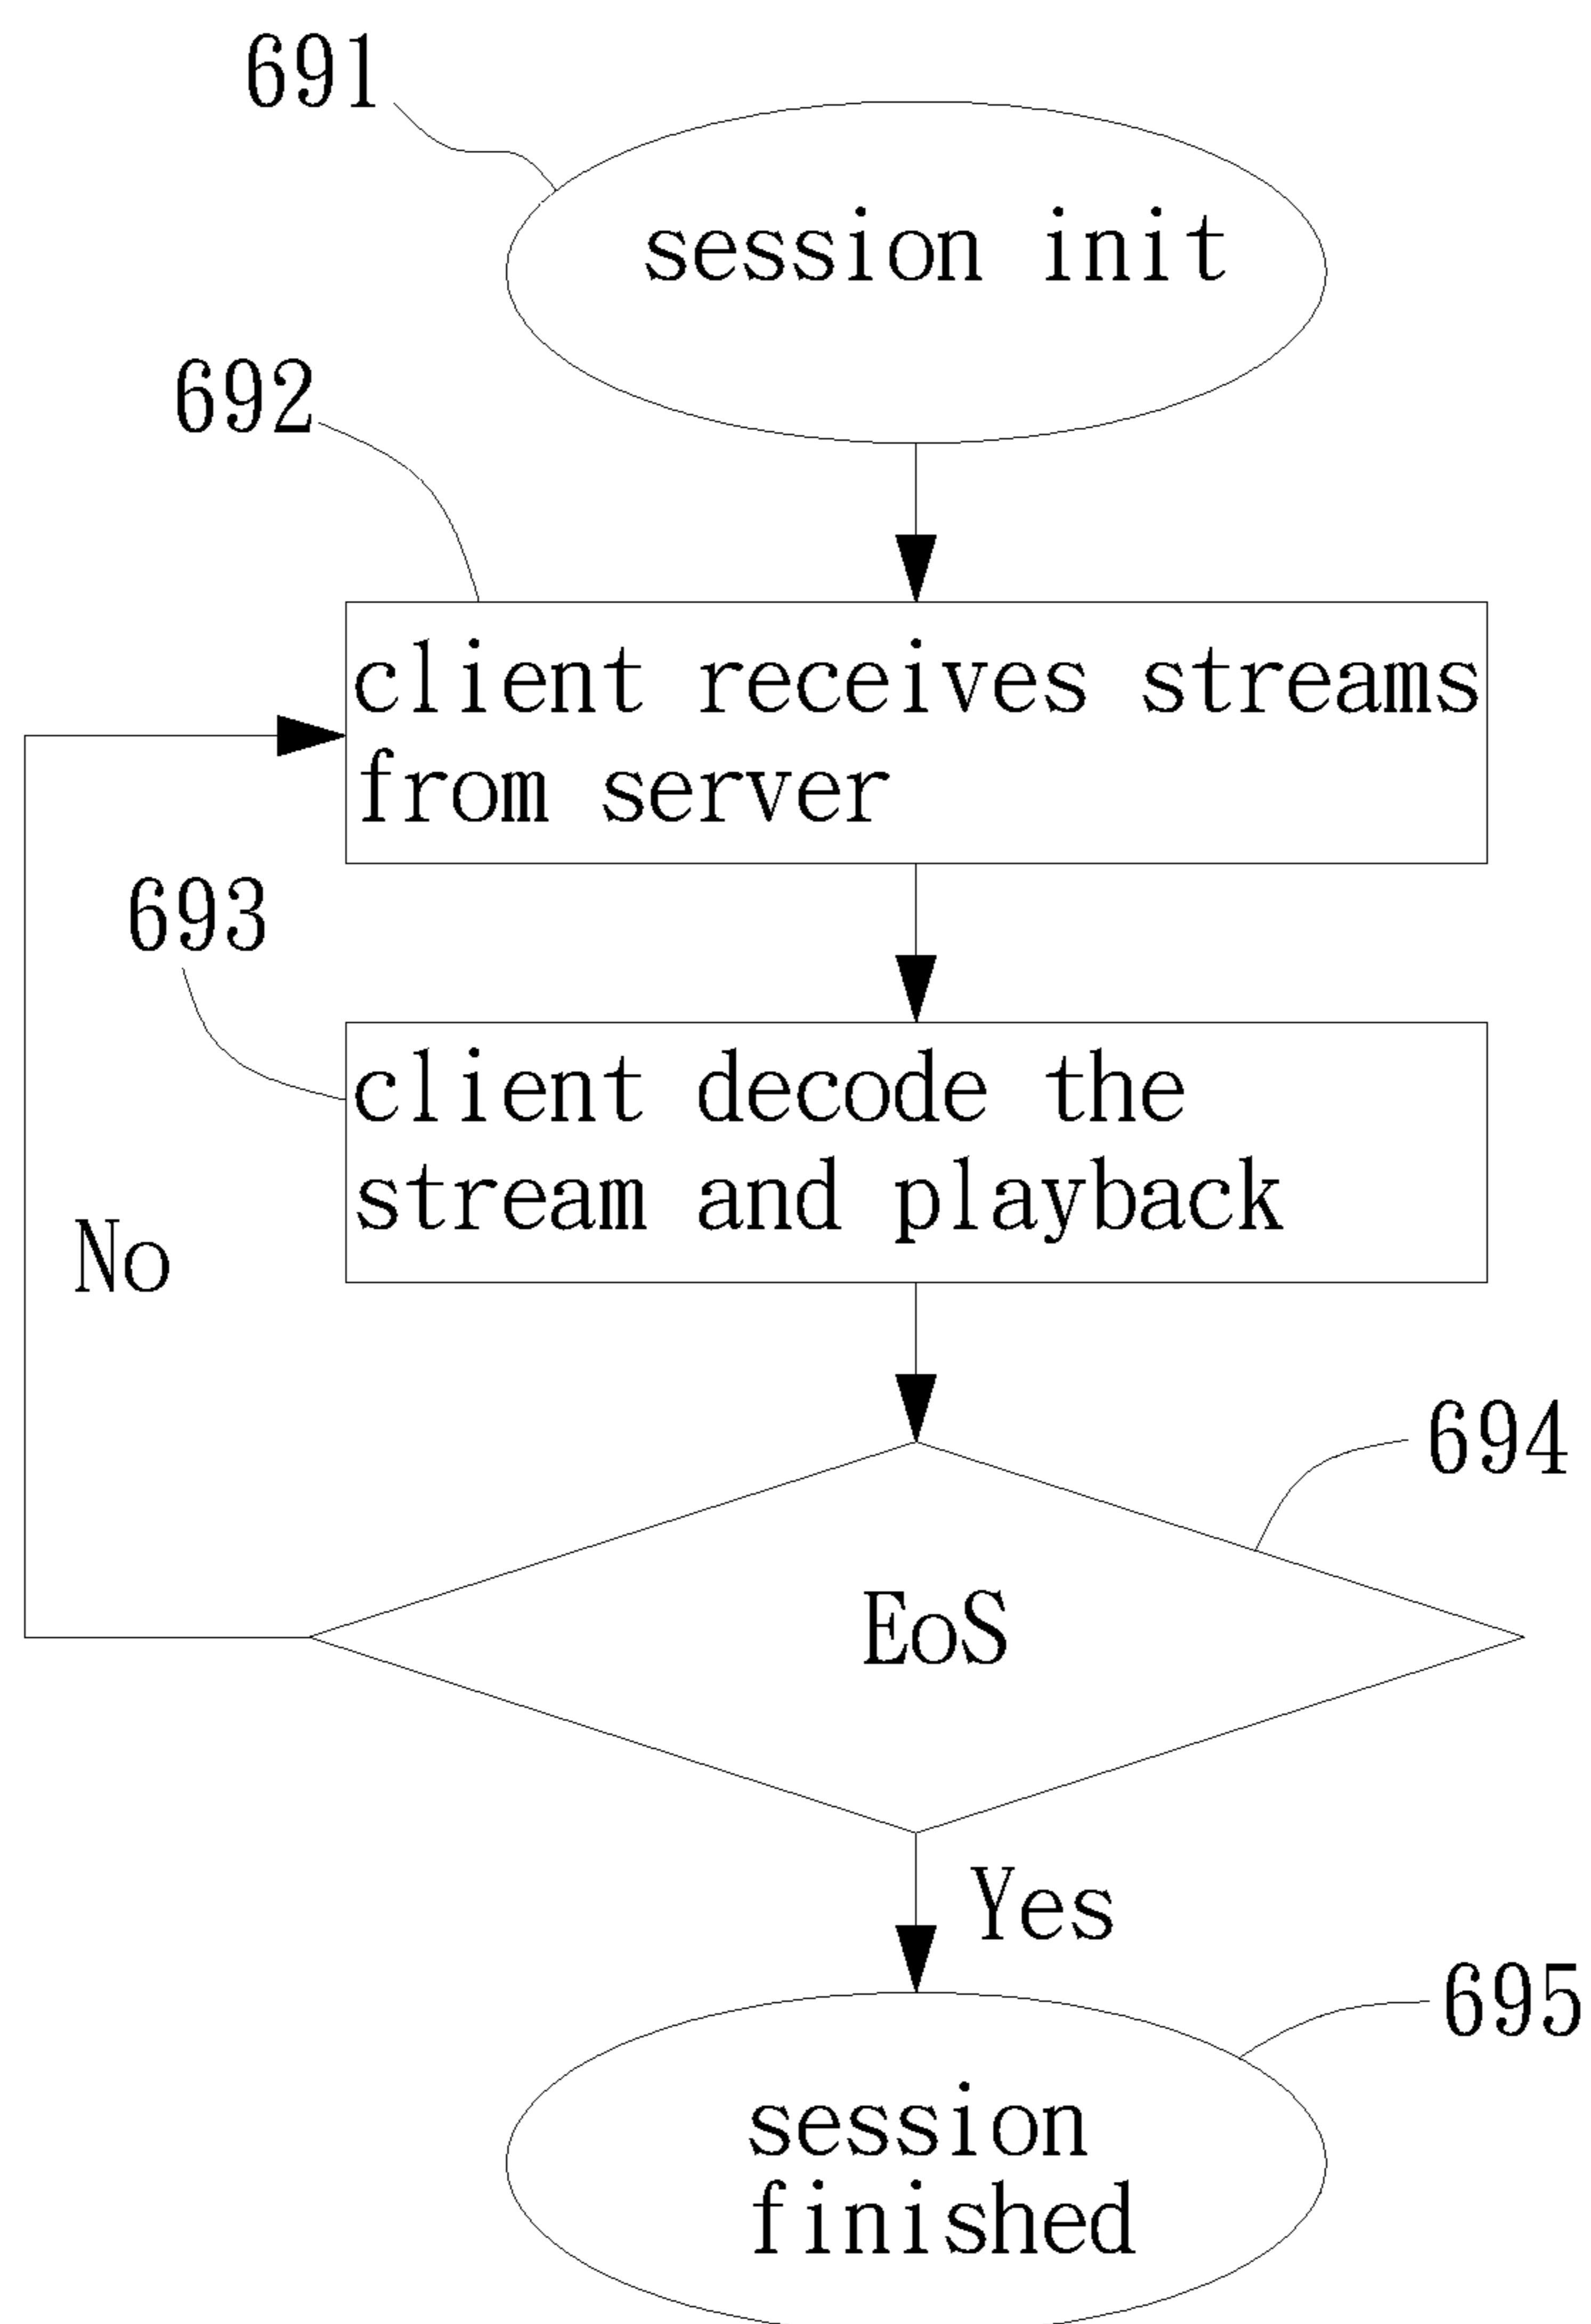 691
session init
692
client receives streams
from server
693
client decode the
stream and playback
No
694
EoS
Yes
695
session
finished